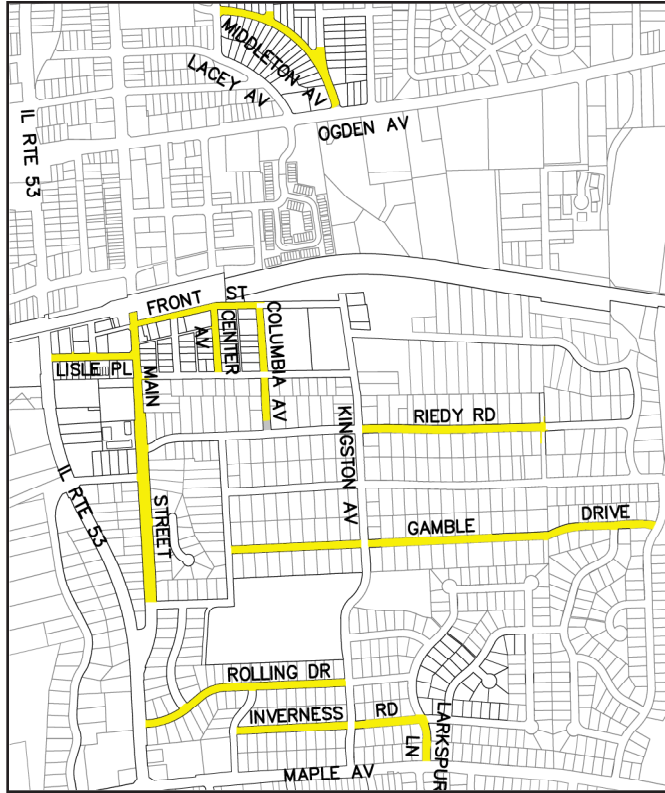 MIDDLETON AV
LACEY AV
OGDEN AV
IL RTE 53
FRONT ST
CENTER AV
COLUMBIA AV
LISLE PL
MAIN STREET
KINGSTON AV
RIEDY RD
IL RTE 53
GAMBLE DRIVE
ROLLING DR
INVERNESS RD
LARKSPUR LN
MAPLE AV